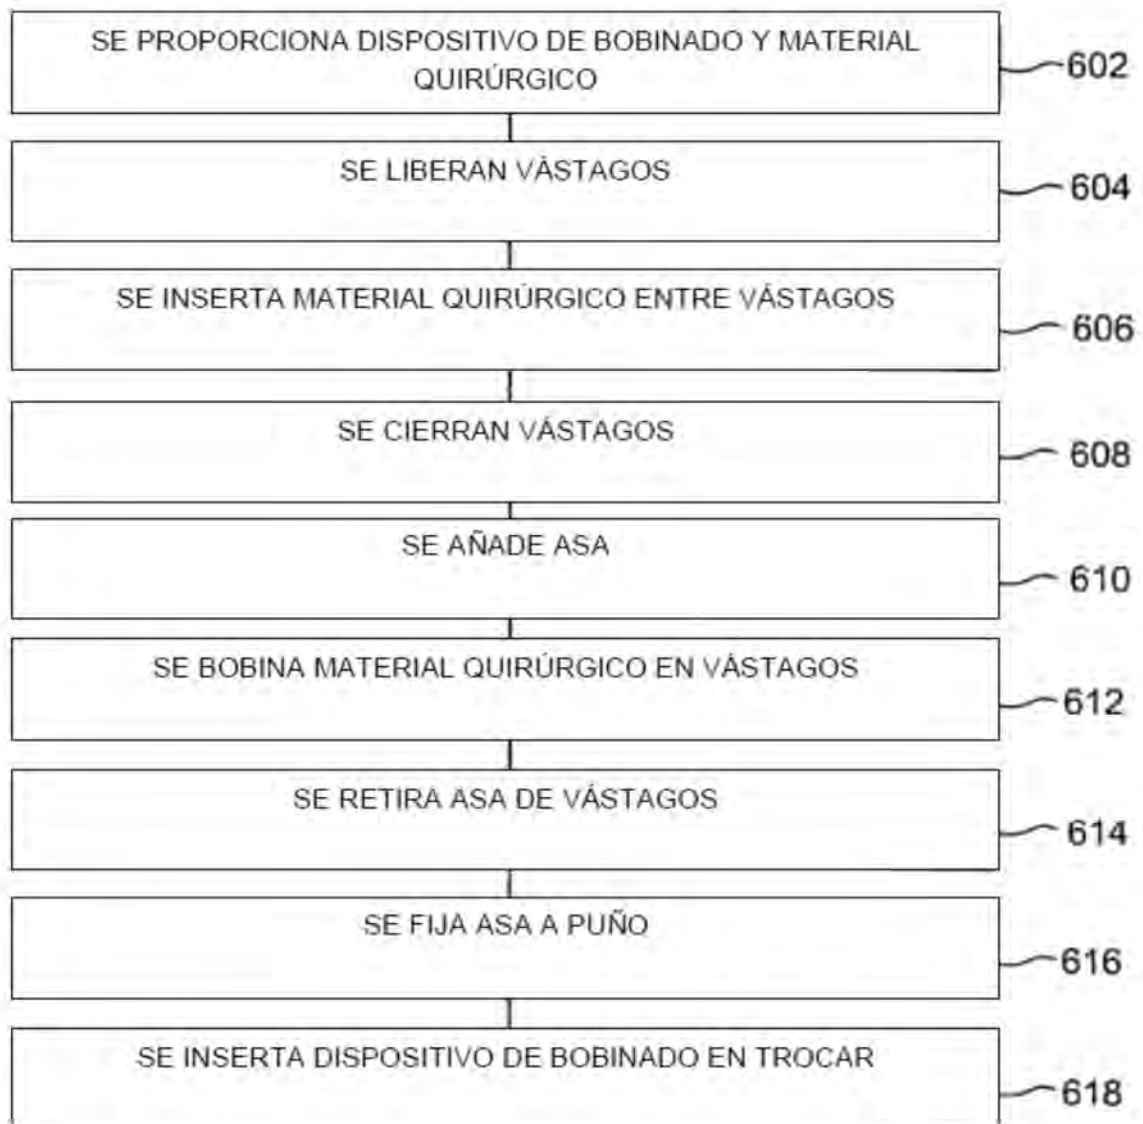 SE PROPORCIONA DISPOSITIVO DE BOBINADO Y MATERIAL
QUIRÚRGICO
602
SE LIBERAN VÁSTAGOS
604
SE INSERTA MATERIAL QUIRÚRGICO ENTRE VÁSTAGOS
606
SE CIERRAN VÁSTAGOS
608
SE AÑADE ASA
610
SE BOBINA MATERIAL QUIRÚRGICO EN VÁSTAGOS
612
SE RETIRA ASA DE VÁSTAGOS
614
SE FIJA ASA A PUÑO
616
SE INSERTA DISPOSITIVO DE BOBINADO EN TROCAR
618